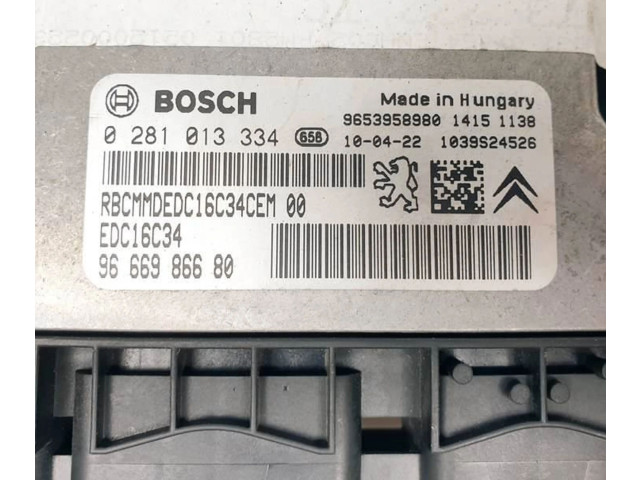 BOSCH
Made in Hungary
9653958980 1415 1138
0 281 013 334 658 10-04-22 1039S24526
RBCMMDEDC16C34CEM 00
EDC16C34
96 669 866 80